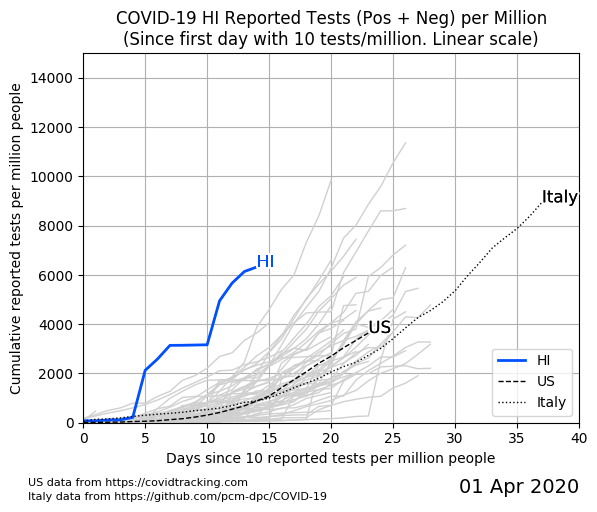 COVID-19 HI Reported Tests (Pos + Neg) per Million
(Since first day with 10 tests/million. Linear scale)
Cumulative reported tests per million people
14000
12000
10000
8000
6000
4000
2000
0
HI
US
Italy
HI
US
Italy
0 5 10 15 20 25 30 35 40
Days since 10 reported tests per million people
US data from https://covidtracking.com
Italy data from https://github.com/pcm-dpc/COVID-19
01 Apr 2020